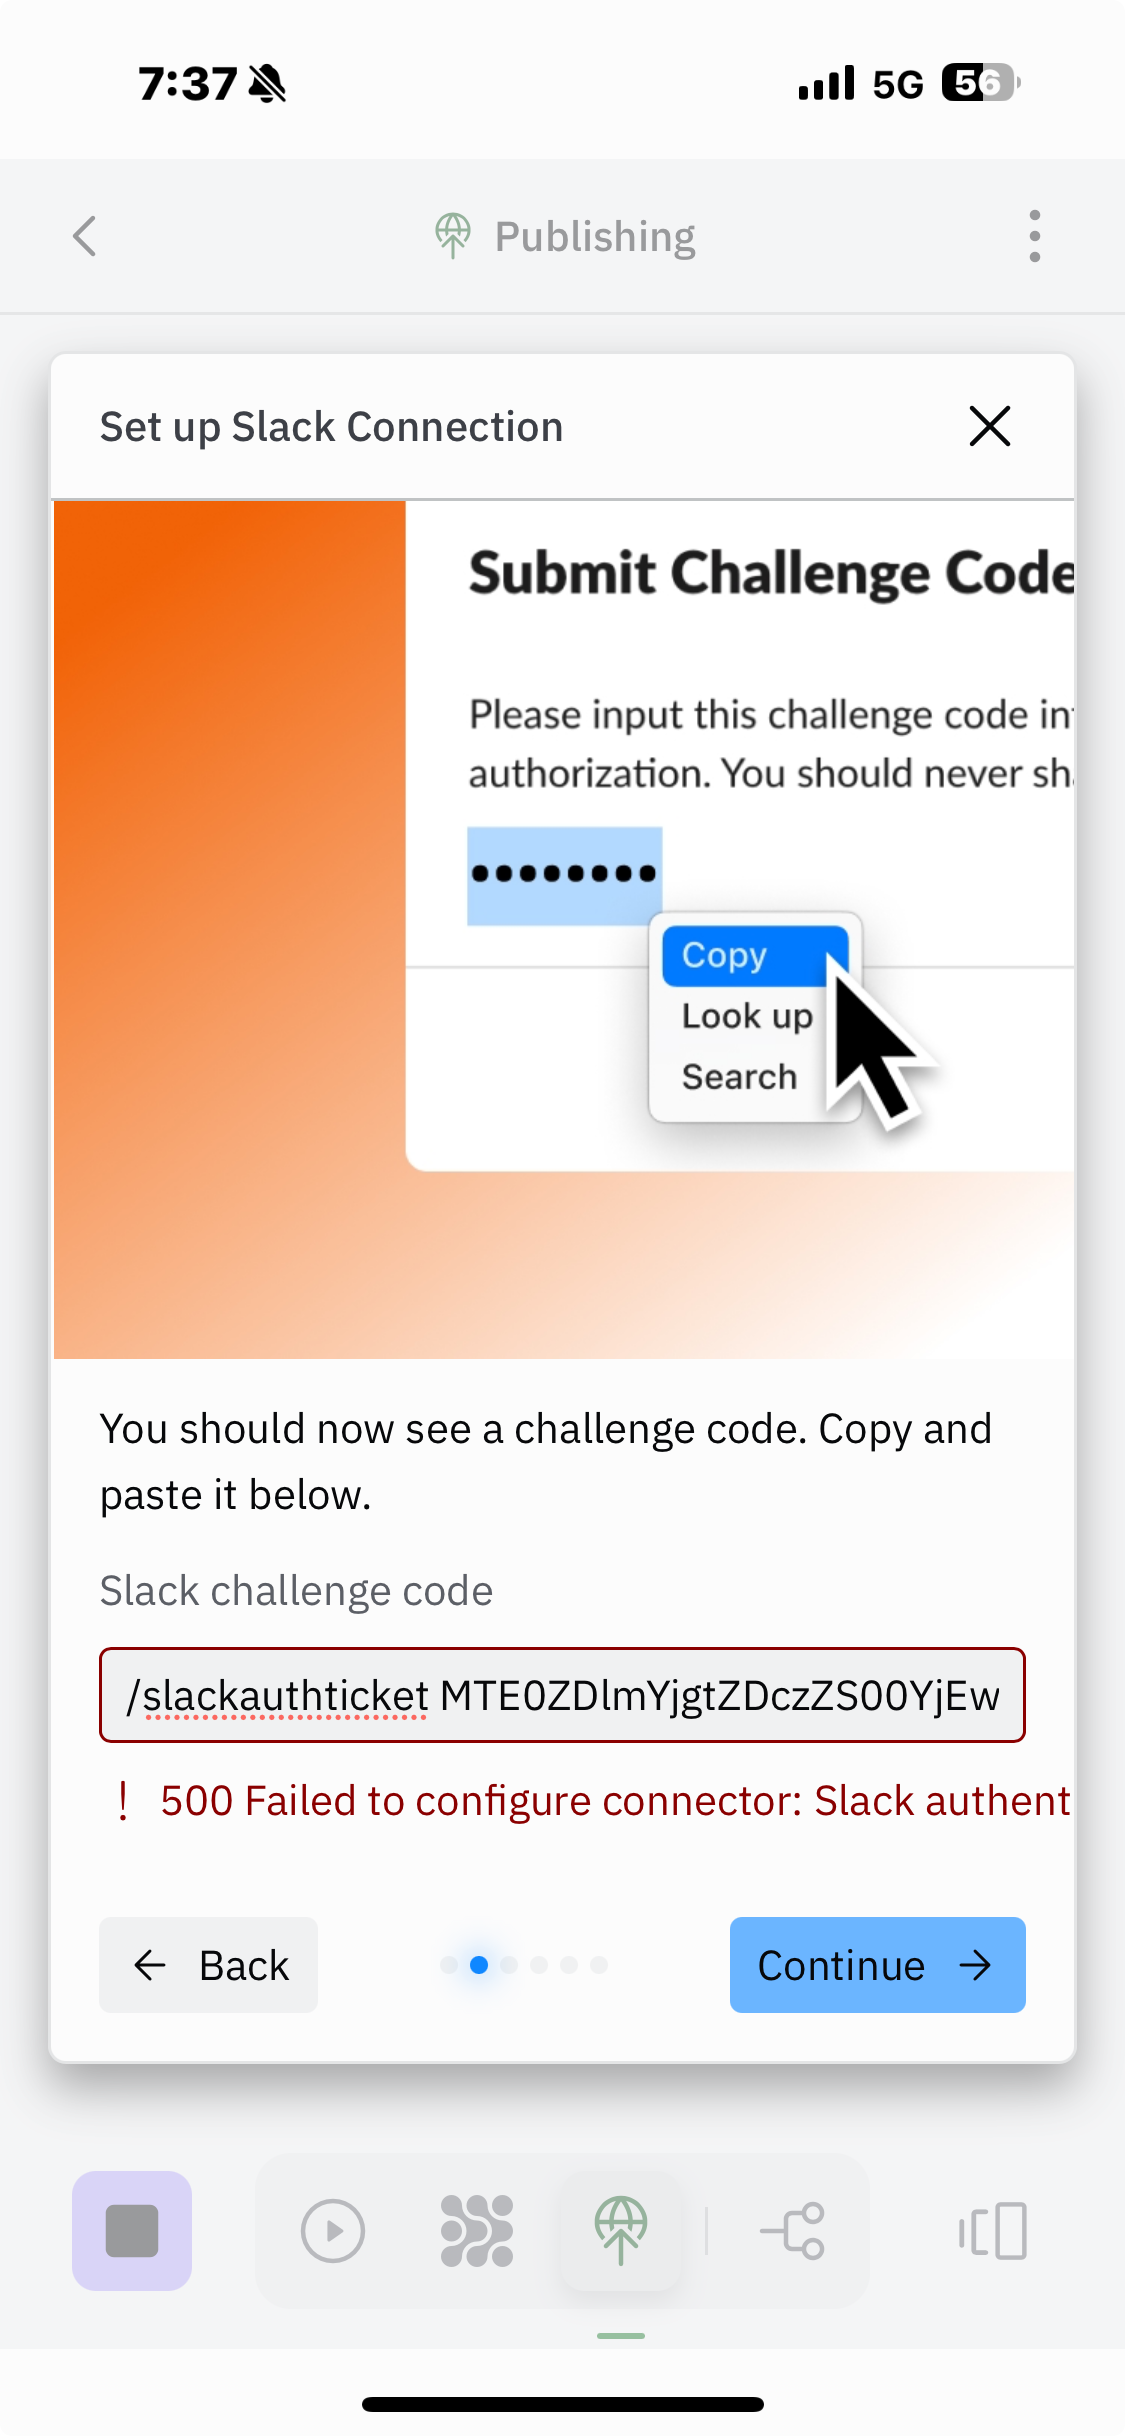 7:37
5G 56
Publishing
Set up Slack Connection
Submit Challenge Code
Please input this challenge code in
authorization. You should never sh
Copy
Look up
Search
You should now see a challenge code. Copy and
paste it below.
Slack challenge code
/slackauthticket MTE0ZDlmYjgtZDczZS00YjEw
! 500 Failed to configure connector: Slack authent
Back
Continue